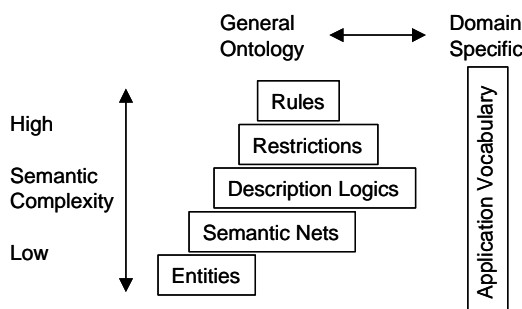 General
Ontology
Domain
Specific
High
Semantic
Complexity
Low
Rules
Restrictions
Description Logics
Semantic Nets
Entities
Application Vocabulary